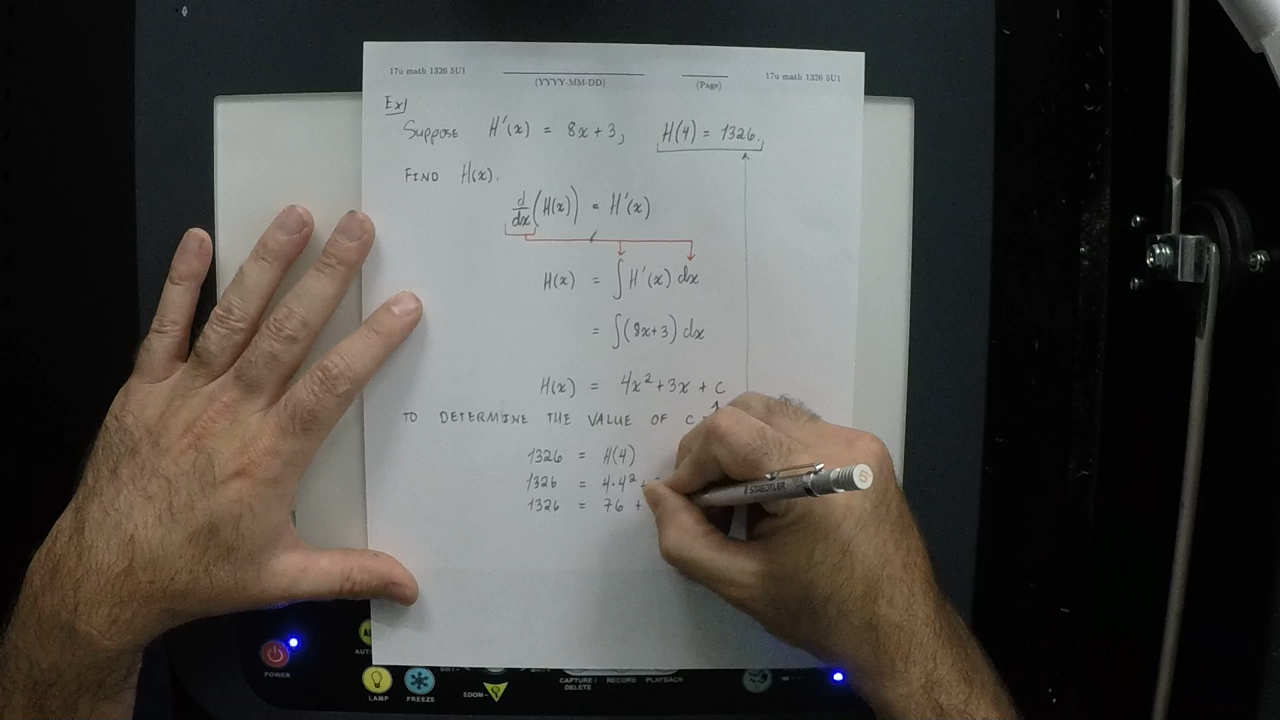 17u math 1326 5U1 (YYYY-MM-DD) (Page) 17u math 1326 5U1
Ex/
Suppose H'(x) = 8x+3, H(4) = 1326.
FIND H(x).
d/dx (H(x)) = H'(x)
H(x) = ∫ H'(x) dx
= ∫(8x+3) dx
H(x) = 4x² + 3x + C
TO DETERMINE THE VALUE OF C
1326 = H(4)
1326 = 4·4² +
1326 = 76 +
STAEDTLER
POWER
LAMP FREEZE ZOOM CAPTURE / DELETE RECORD PLAYBACK